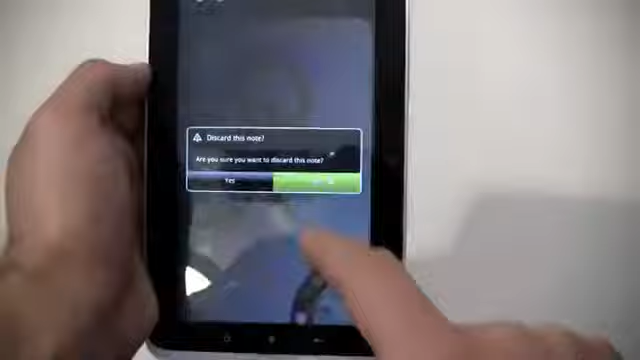 Discard this note?
Are you sure you want to discard this note?
Yes